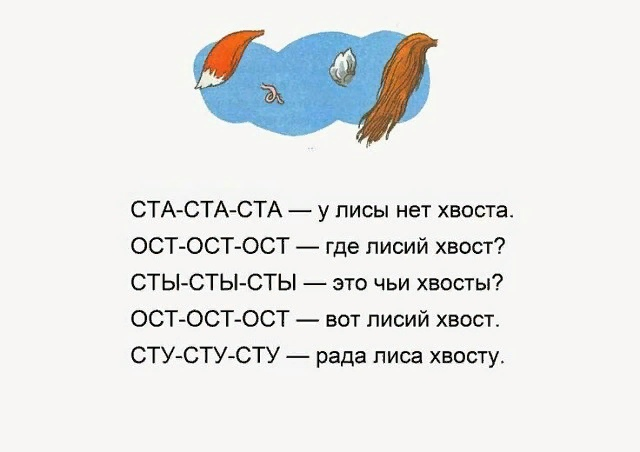 СТА-СТА-СТА — у лисы нет хвоста.
ОСТ-ОСТ-ОСТ — где лисий хвост?
СТЫ-СТЫ-СТЫ — это чьи хвосты?
ОСТ-ОСТ-ОСТ — вот лисий хвост.
СТУ-СТУ-СТУ — рада лиса хвосту.